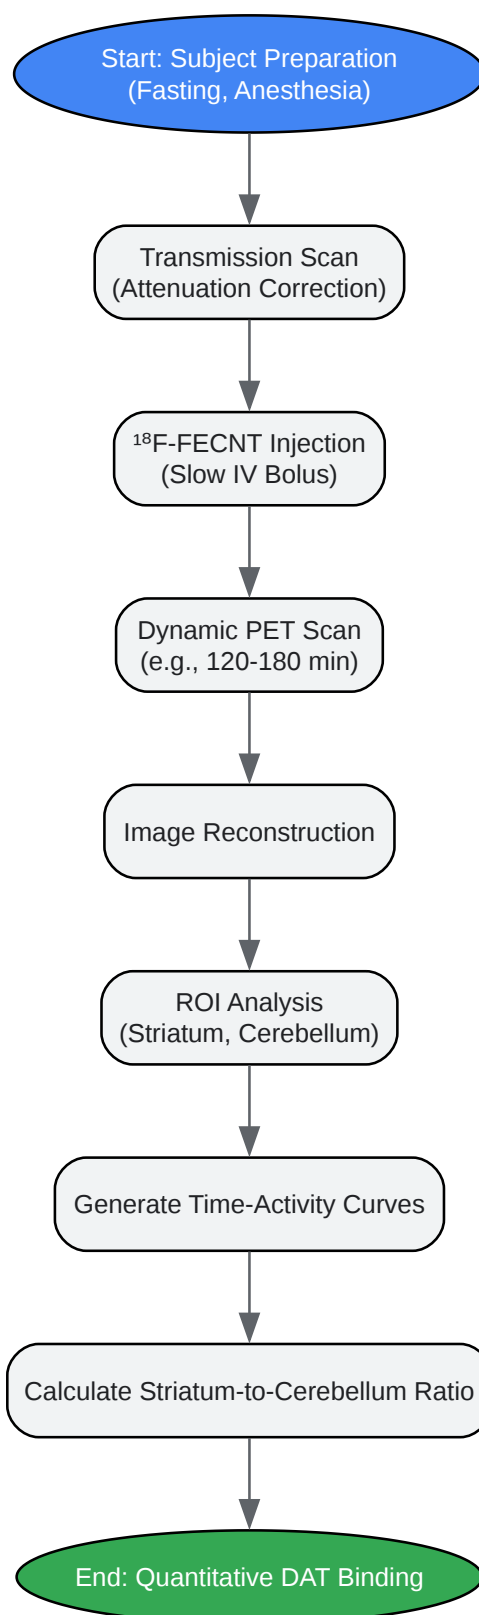 Start: Subject Preparation
(Fasting, Anesthesia)
Transmission Scan
(Attenuation Correction)
¹⁸F-FECNT Injection
(Slow IV Bolus)
Dynamic PET Scan
(e.g., 120-180 min)
Image Reconstruction
ROI Analysis
(Striatum, Cerebellum)
Generate Time-Activity Curves
Calculate Striatum-to-Cerebellum Ratio
End: Quantitative DAT Binding